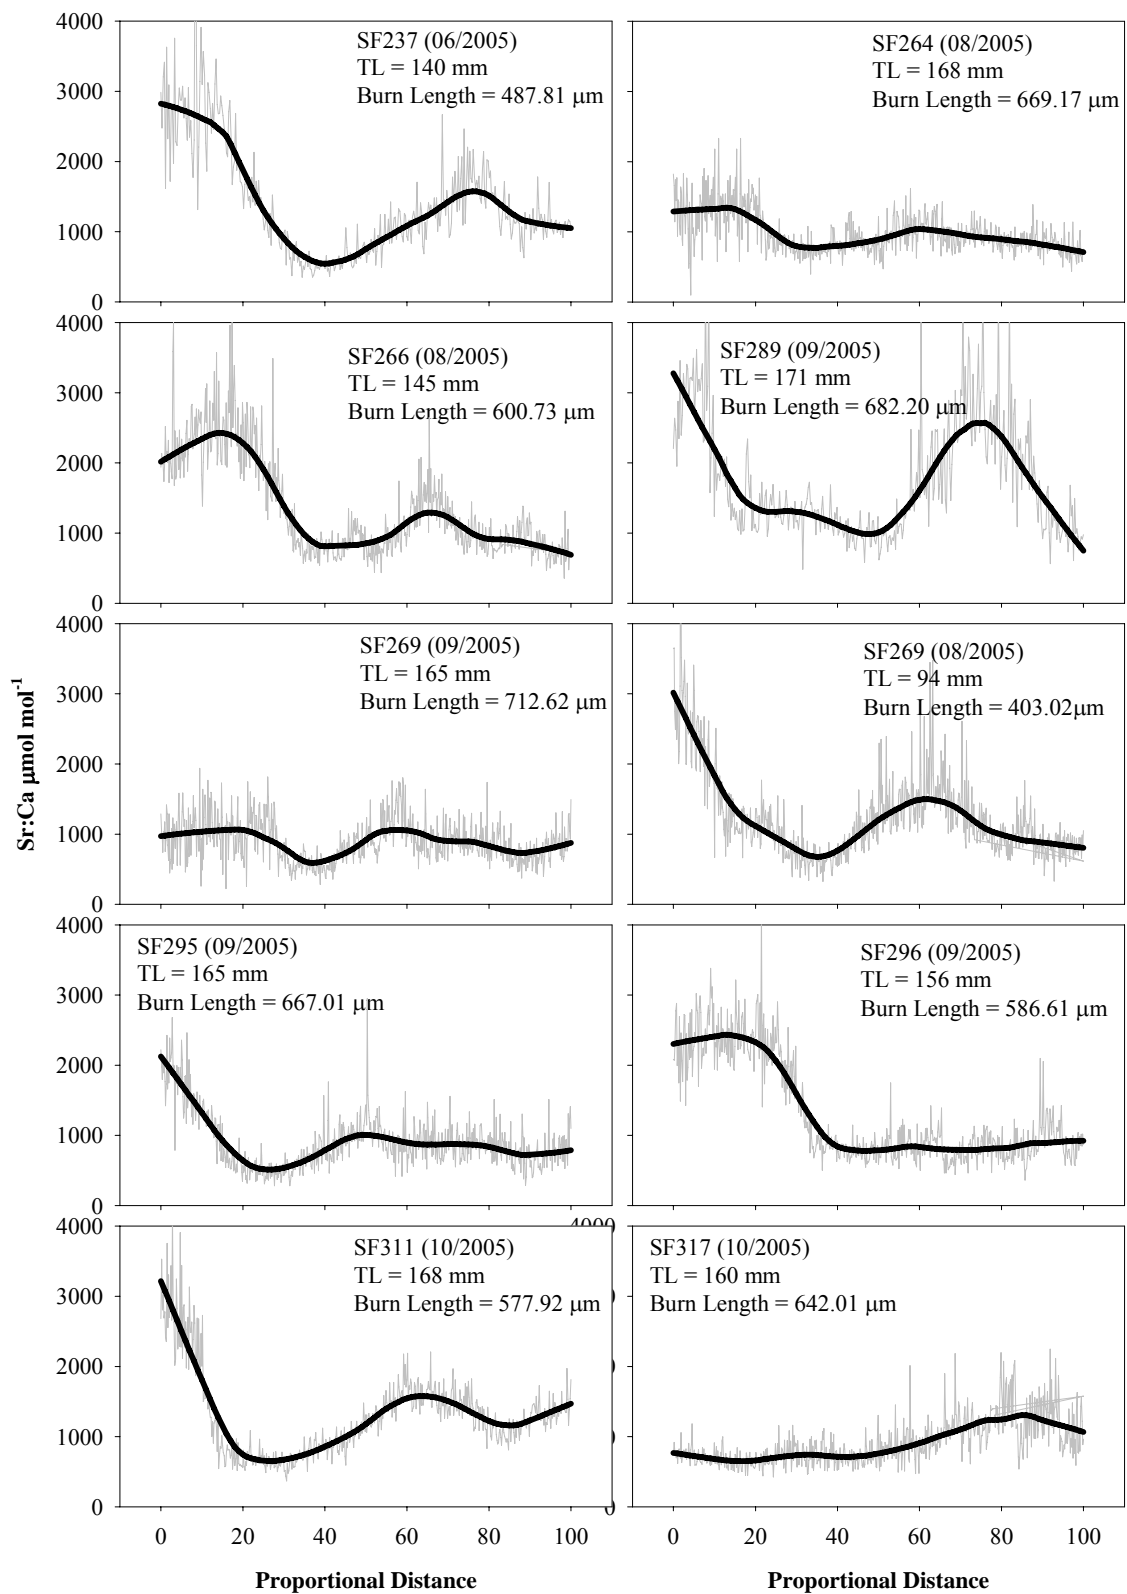 4000
3000
2000
1000
0
SF237 (06/2005)
TL = 140 mm
Burn Length = 487.81 μm
SF264 (08/2005)
TL = 168 mm
Burn Length = 669.17 μm
4000
3000
2000
1000
0
SF266 (08/2005)
TL = 145 mm
Burn Length = 600.73 μm
SF289 (09/2005)
TL = 171 mm
Burn Length = 682.20 μm
Sr:Ca μmol mol-1
4000
3000
2000
1000
0
SF269 (09/2005)
TL = 165 mm
Burn Length = 712.62 μm
SF269 (08/2005)
TL = 94 mm
Burn Length = 403.02μm
4000
3000
2000
1000
0
SF295 (09/2005)
TL = 165 mm
Burn Length = 667.01 μm
SF296 (09/2005)
TL = 156 mm
Burn Length = 586.61 μm
4000
3000
2000
1000
0
SF311 (10/2005)
TL = 168 mm
Burn Length = 577.92 μm
4000
0
SF317 (10/2005)
TL = 160 mm
Burn Length = 642.01 μm
0 20 40 60 80 100
0 20 40 60 80 100
Proportional Distance
Proportional Distance